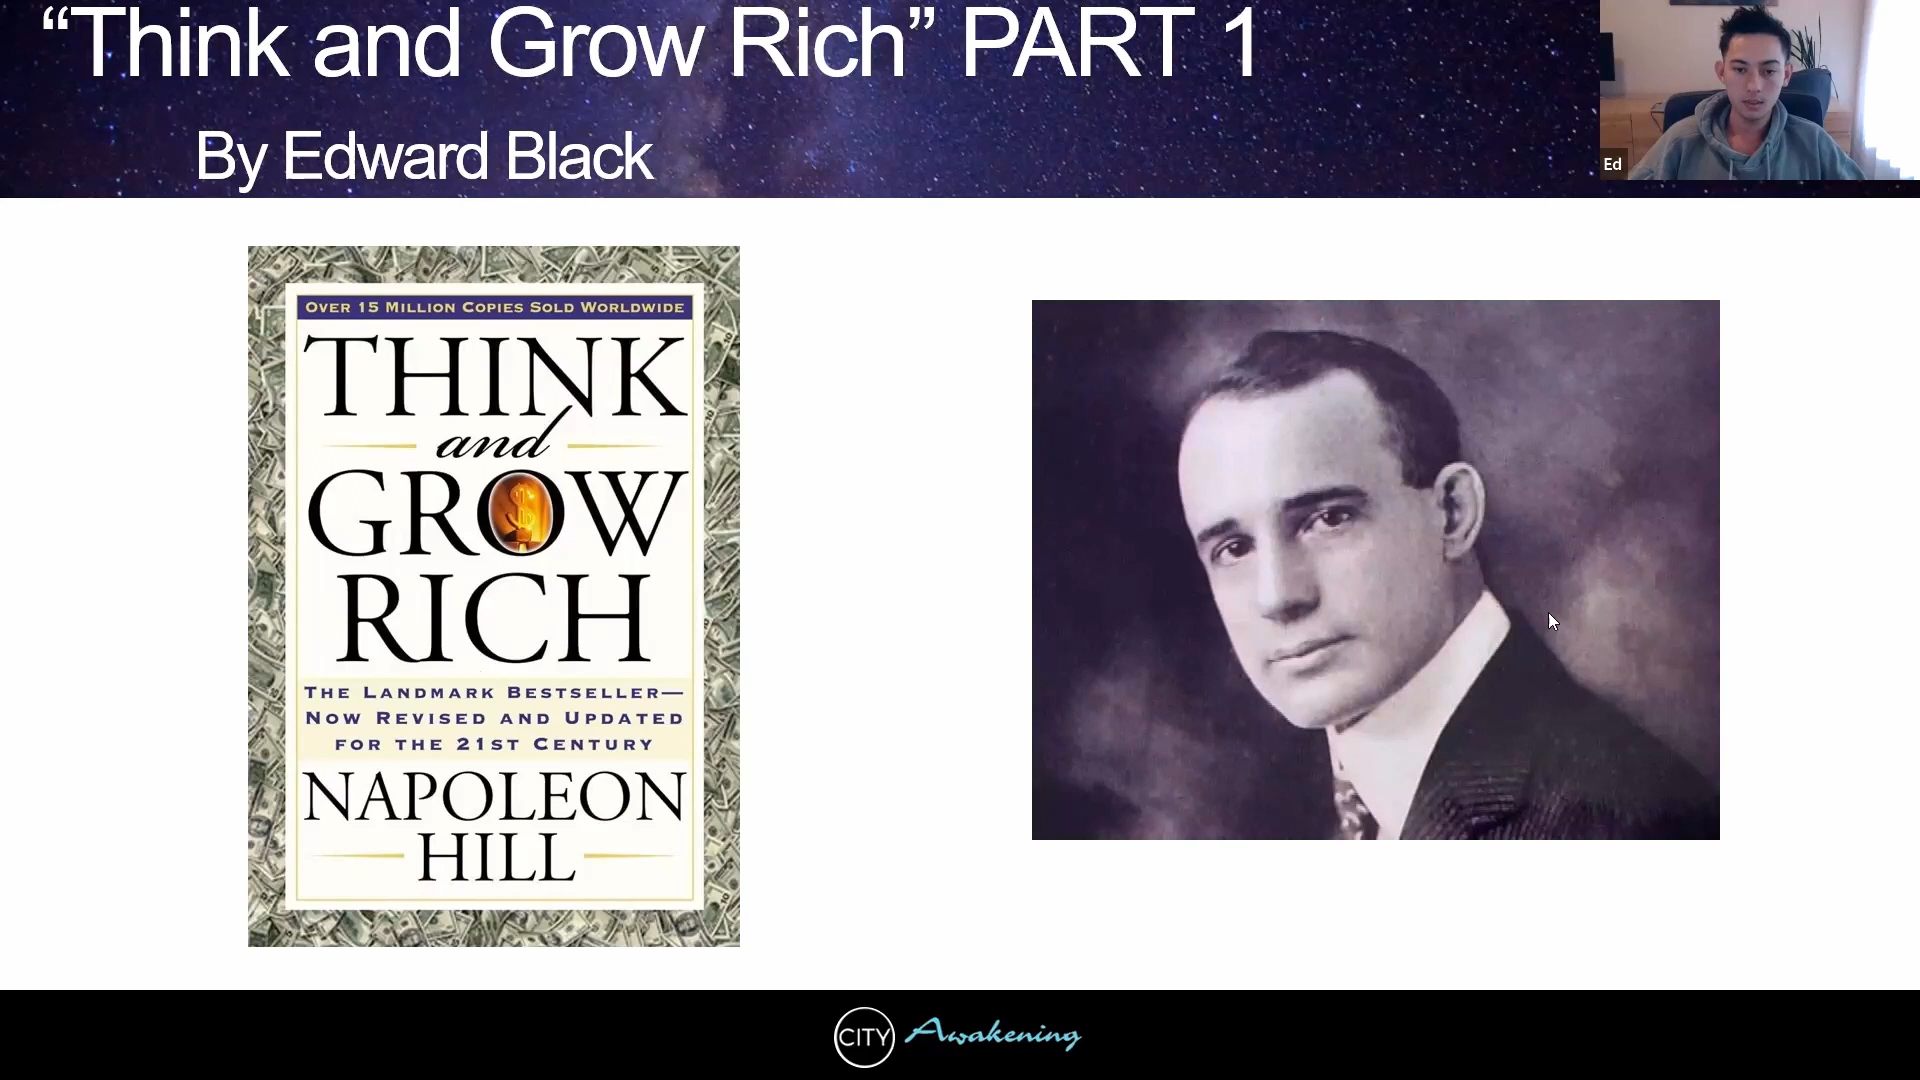 “Think and Grow Rich” PART 1
By Edward Black
Ed
OVER 15 MILLION COPIES SOLD WORLDWIDE
THINK
and
GROW
RICH
THE LANDMARK BESTSELLER—
NOW REVISED AND UPDATED
FOR THE 21ST CENTURY
NAPOLEON
HILL
CITY Awakening